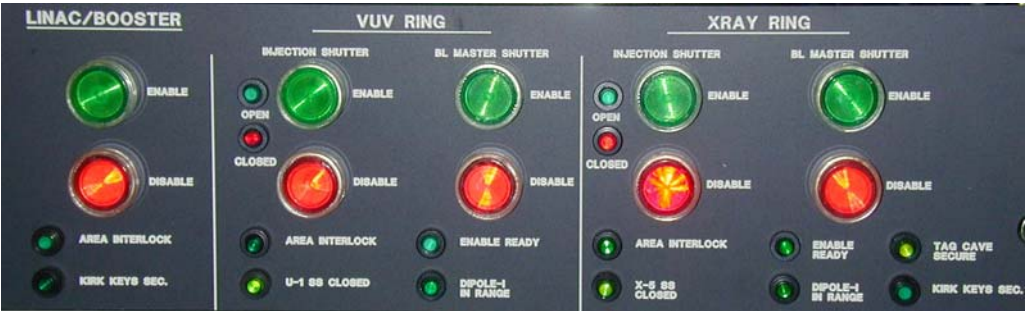 LINAC/BOOSTER
ENABLE
DISABLE
AREA INTERLOCK
KIRK KEYS SEC.
VUV RING
INJECTION SHUTTER
BL MASTER SHUTTER
OPEN
ENABLE
ENABLE
CLOSED
DISABLE
DISABLE
AREA INTERLOCK
ENABLE READY
U-1 SS CLOSED
DIPOLE-I
IN RANGE
XRAY RING
INJECTION SHUTTER
BL MASTER SHUTTER
OPEN
ENABLE
ENABLE
CLOSED
DISABLE
DISABLE
AREA INTERLOCK
ENABLE
READY
TAG CAVE
SECURE
X-5 SS
CLOSED
DIPOLE-I
IN RANGE
KIRK KEYS SEC.